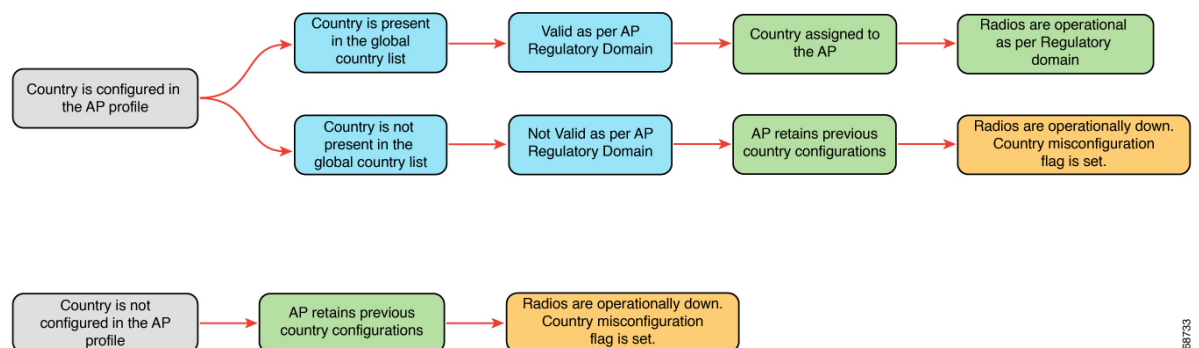 Country is present
in the global
country list
Valid as per AP
Regulatory Domain
Country assigned to
the AP
Radios are operational
as per Regulatory
domain
Country is configured in
the AP profile
Country is not
present in the
global country list
Not Valid as per AP
Regulatory Domain
AP retains previous
country configurations
Radios are operationally down.
Country misconfiguration
flag is set.
Country is not
configured in the AP
profile
AP retains previous
country configurations
Radios are operationally down.
Country misconfiguration
flag is set.